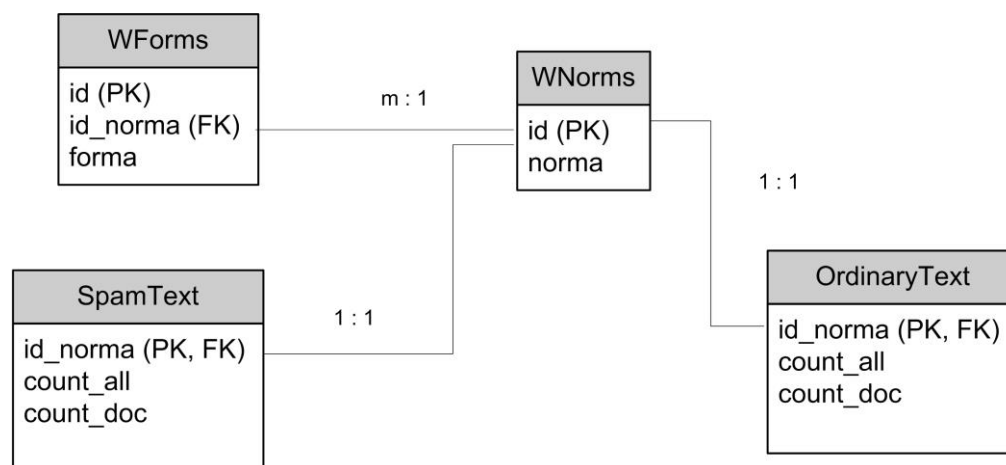 WForms
id (PK)
id_norma (FK)
forma
m : 1
WNorms
id (PK)
norma
1 : 1
SpamText
id_norma (PK, FK)
count_all
count_doc
1 : 1
OrdinaryText
id_norma (PK, FK)
count_all
count_doc